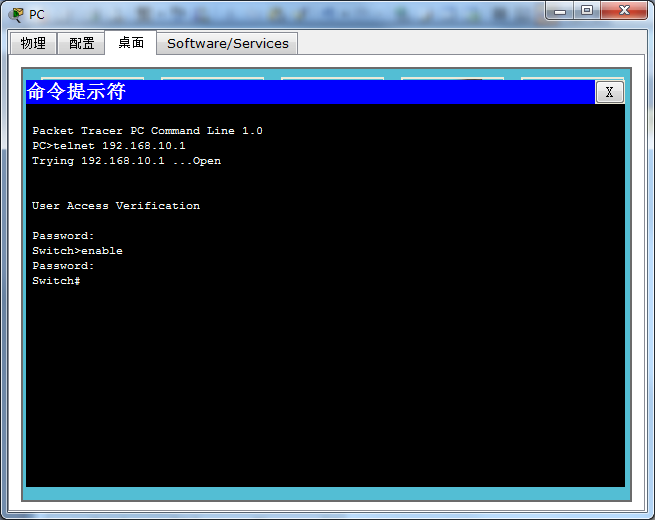 PC
物理 配置 桌面 Software/Services
命令提示符 X
Packet Tracer PC Command Line 1.0
PC>telnet 192.168.10.1
Trying 192.168.10.1 ...Open
User Access Verification
Password:
Switch>enable
Password:
Switch#